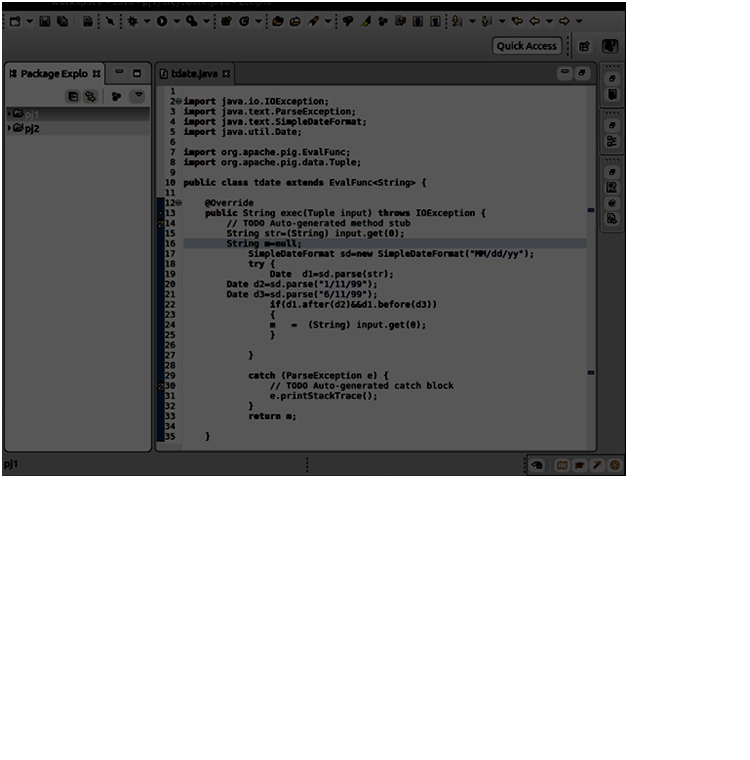 Quick Access
Package Explo
tdate.java
pj1
pj2
1
2 import java.io.IOException;
3 import java.text.ParseException;
4 import java.text.SimpleDateFormat;
5 import java.util.Date;
6
7 import org.apache.pig.EvalFunc;
8 import org.apache.pig.data.Tuple;
9
10 public class tdate extends EvalFunc<String> {
11
12 @Override
13 public String exec(Tuple input) throws IOException {
14 // TODO Auto-generated method stub
15 String str=(String) input.get(0);
16 String m=null;
17 SimpleDateFormat sd=new SimpleDateFormat("MM/dd/yy");
18 try {
19 Date d1=sd.parse(str);
20 Date d2=sd.parse("1/11/99");
21 Date d3=sd.parse("6/11/99");
22 if(d1.after(d2)&&d1.before(d3))
23 {
24 m = (String) input.get(0);
25 }
26
27 }
28
29 catch (ParseException e) {
30 // TODO Auto-generated catch block
31 e.printStackTrace();
32 }
33 return m;
34
35 }
pj1